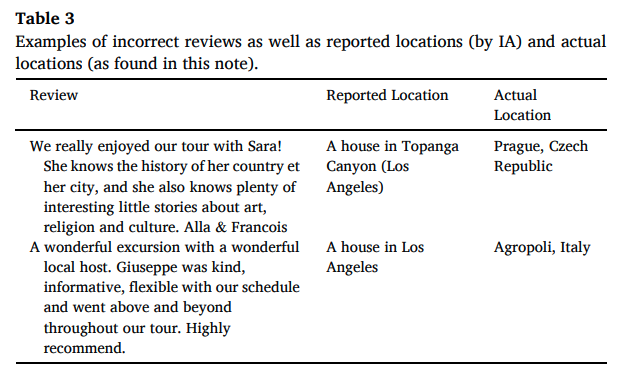 Table 3
Examples of incorrect reviews as well as reported locations (by IA) and actual
locations (as found in this note).
Review Reported Location Actual
Location
We really enjoyed our tour with Sara! A house in Topanga Prague, Czech
She knows the history of her country et Canyon (Los Republic
her city, and she also knows plenty of Angeles)
interesting little stories about art,
religion and culture. Alla & Francois
A wonderful excursion with a wonderful A house in Los Agropoli, Italy
local host. Giuseppe was kind, Angeles
informative, flexible with our schedule
and went above and beyond
throughout our tour. Highly
recommend.